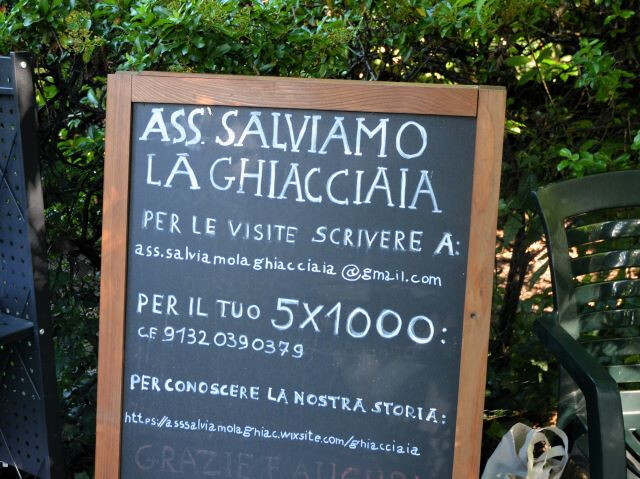 ASS. SALVIAMO
LA GHIACCIAIA
PER LE VISITE SCRIVERE A:
ass.salviamolaghiacciaia@gmail.com
PER IL TUO 5X1000:
CF 91320390379
PER CONOSCERE LA NOSTRA STORIA:
https://asssalviamolaghiac.wixsite.com/ghiacciaia
GRAZIE E AUGURI